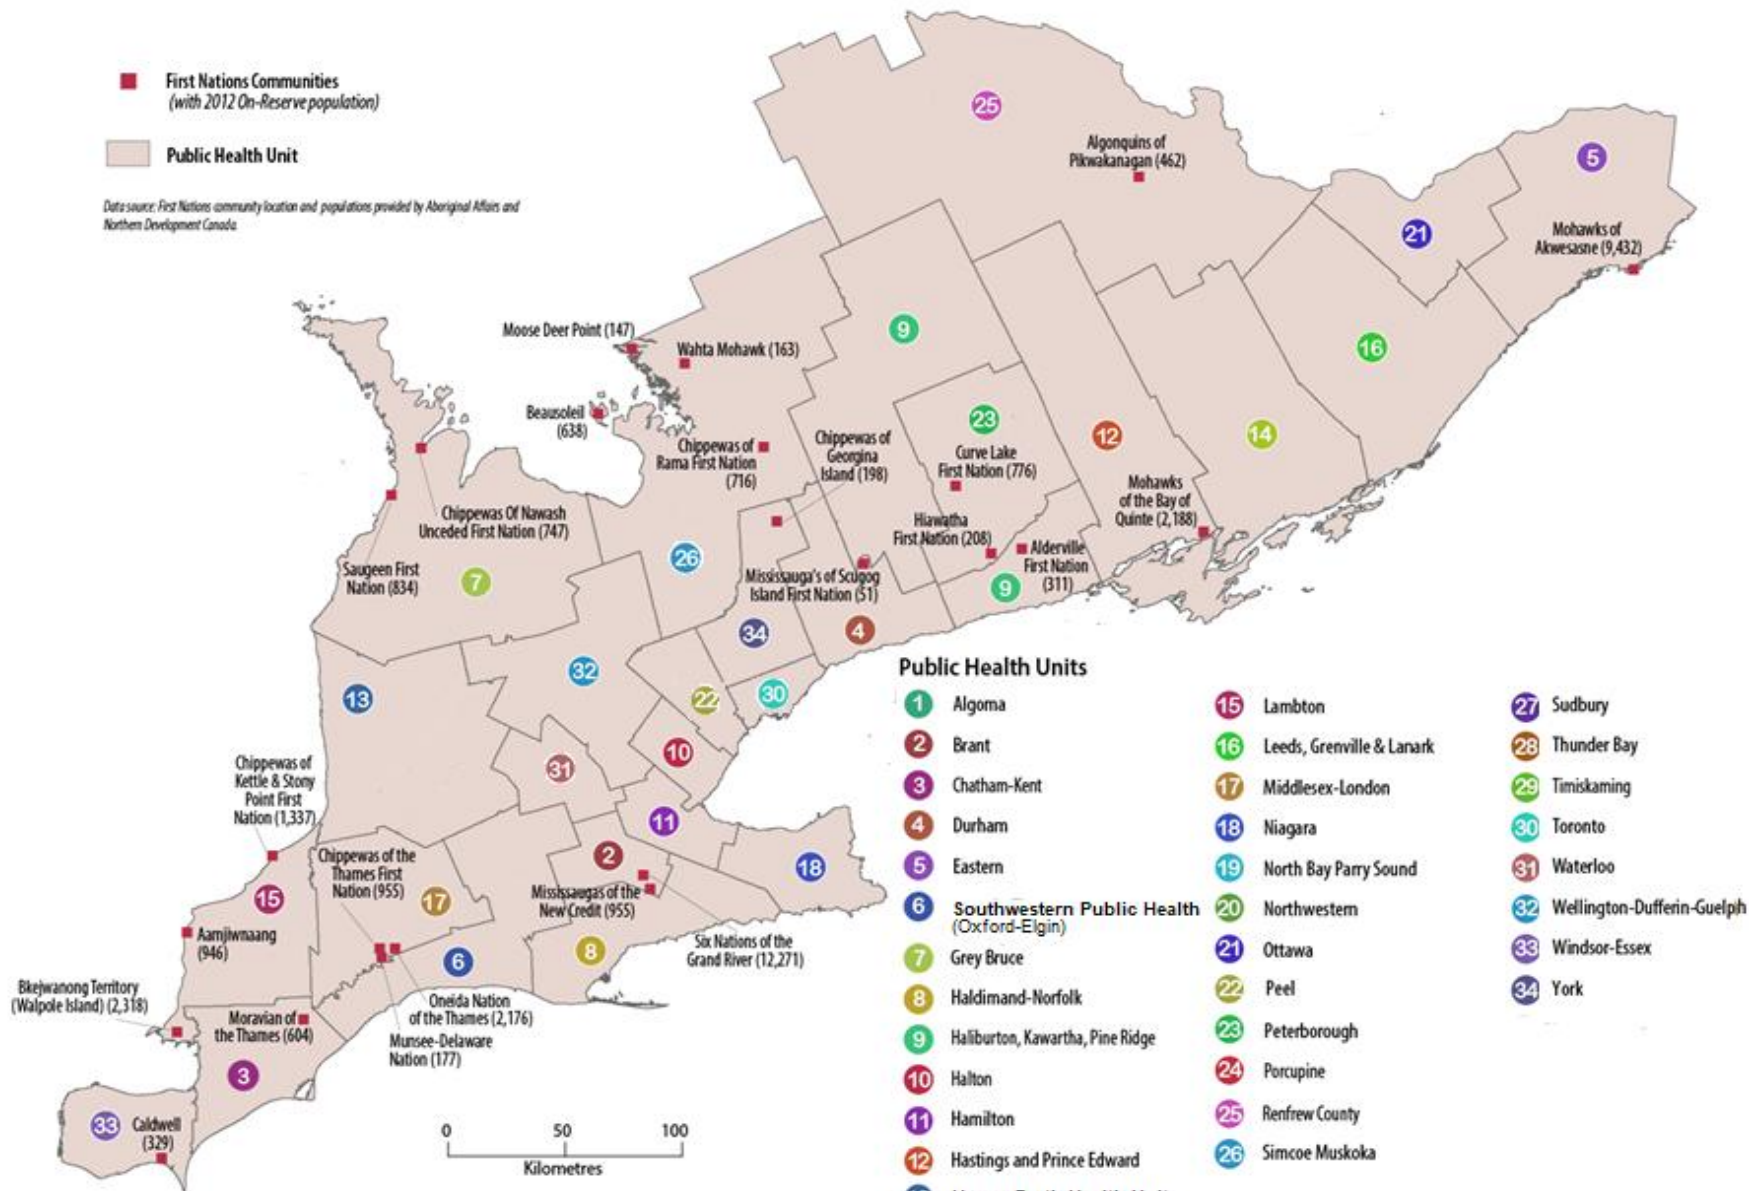 First Nations Communities
(with 2012 On-Reserve population)
Public Health Unit
Data source: First Nations community location and populations provided by Aboriginal Affairs and
Northern Development Canada.
25
Algonquins of
Pikwakanagan (462)
5
21
Mohawks of
Akwesasne (9,432)
Moose Deer Point (147)
Wahta Mohawk (163)
9
16
Beausoleil
(638)
Chippewas of
Rama First Nation
(716)
Chippewas of
Georgina
Island (198)
23
Curve Lake
First Nation (776)
12
14
Mohawks
of the Bay of
Quinte (2,188)
Chippewas Of Nawash
Unceded First Nation (747)
Hiawatha
First Nation (208)
Alderville
First Nation
(311)
26
Saugeen First
Nation (834)
7
Mississauga's of Scugog
Island First Nation (51)
9
34
4
32
13
22
30
10
31
Chippewas of
Kettle & Stony
Point First
Nation (1,337)
11
Chippewas of the
Thames First
Nation (955)
2
18
15
17
Mississaugas of the
New Credit (955)
Aamjiwnaang
(946)
6
8
Six Nations of the
Grand River (12,271)
Bkejwanong Territory
(Walpole Island) (2,318)
Moravian of
the Thames (604)
Oneida Nation
of the Thames (2,176)
Munsee-Delaware
Nation (177)
3
33
Caldwell
(329)
0 50 100
Kilometres
Public Health Units
1 Algoma
2 Brant
3 Chatham-Kent
4 Durham
5 Eastern
6 Southwestern Public Health
(Oxford-Elgin)
7 Grey Bruce
8 Haldimand-Norfolk
9 Haliburton, Kawartha, Pine Ridge
10 Halton
11 Hamilton
12 Hastings and Prince Edward
15 Lambton
16 Leeds, Grenville & Lanark
17 Middlesex-London
18 Niagara
19 North Bay Parry Sound
20 Northwestern
21 Ottawa
22 Peel
23 Peterborough
24 Porcupine
25 Renfrew County
26 Simcoe Muskoka
27 Sudbury
28 Thunder Bay
29 Timiskaming
30 Toronto
31 Waterloo
32 Wellington-Dufferin-Guelph
33 Windsor-Essex
34 York